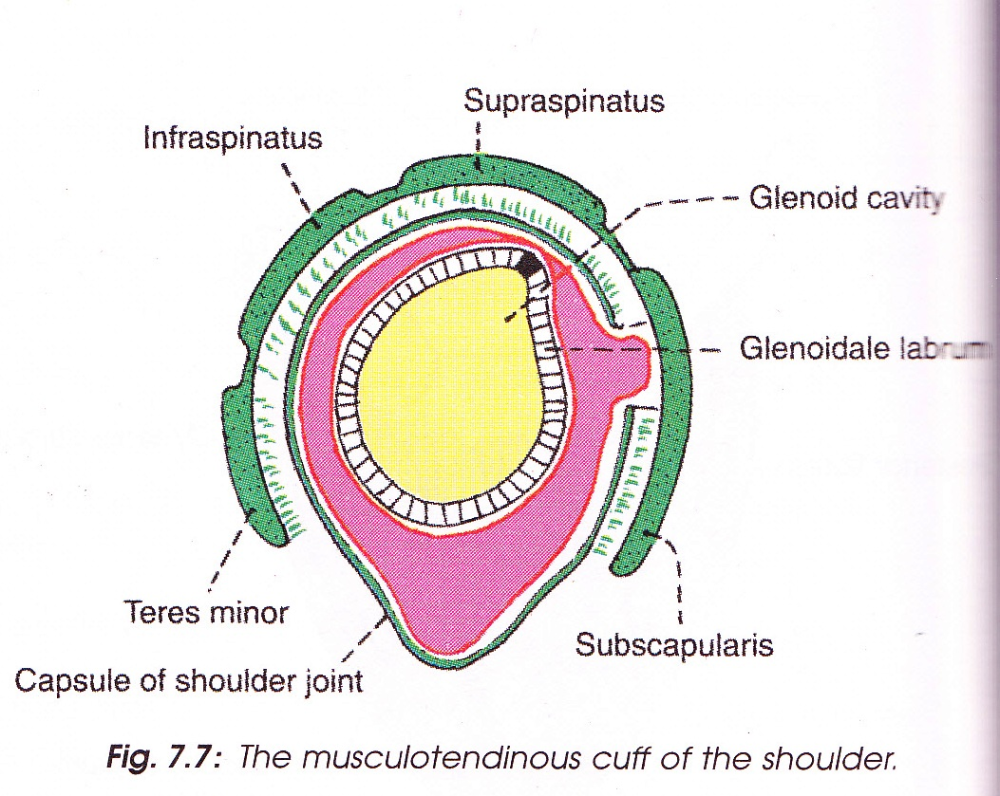 Supraspinatus
Infraspinatus
Glenoid cavity
Glenoidale labrum
Teres minor
Subscapularis
Capsule of shoulder joint
Fig. 7.7: The musculotendinous cuff of the shoulder.